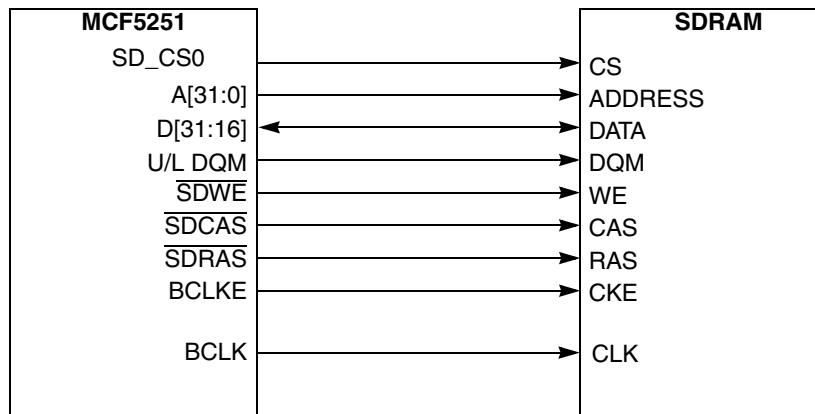 MCF5251 SDRAM
SD_CS0 CS
A[31:0] ADDRESS
D[31:16] DATA
U/L DQM DQM
SDWE WE
SDCAS CAS
SDRAS RAS
BCLKE CKE
BCLK CLK